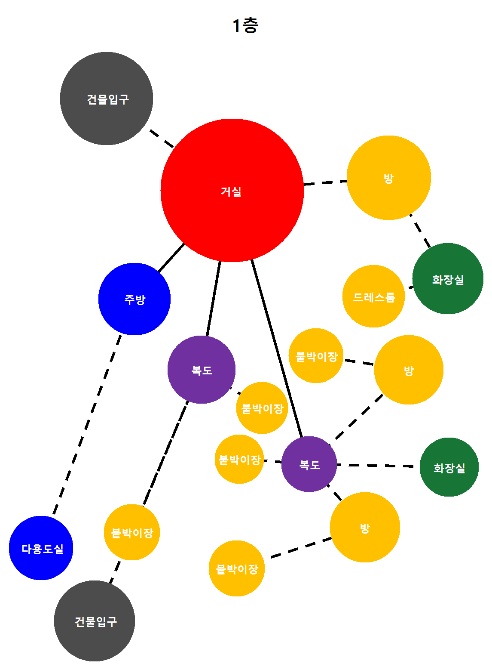 1층
건물입구
거실
방
화장실
드레스룸
주방
붙박이장
방
복도
붙박이장
붙박이장
복도
화장실
방
붙박이장
다용도실
붙박이장
건물입구